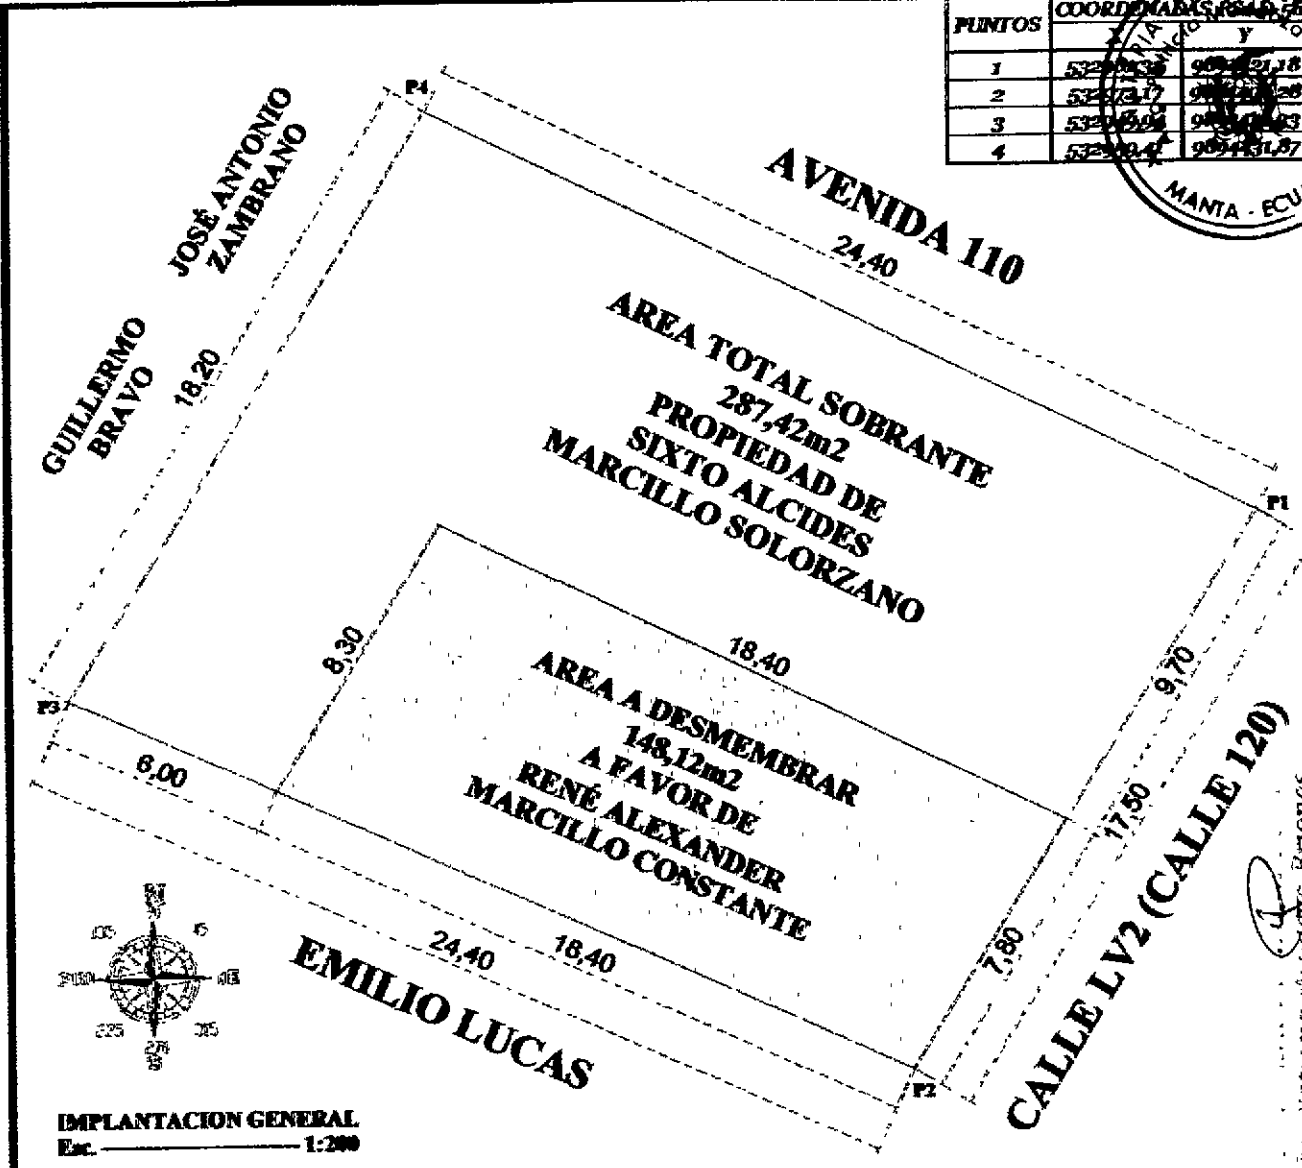 COORDENADAS PSAD-56
PUNTOS
X
Y
1
2
3
4
MANTA - ECU
P4
AVENIDA 110
24,40
JOSÉ ANTONIO
ZAMBRANO
GUILLERMO
BRAVO
18,20
AREA TOTAL SOBRANTE
287,42m2
PROPIEDAD DE
SIXTO ALCIDES
MARCILLO SOLORZANO
P1
18,40
8,30
9,70
AREA A DESMEMBRAR
148,12m2
A FAVOR DE
RENÉ ALEXANDER
MARCILLO CONSTANTE
P3
6,00
17,50
CALLE LV2 (CALLE 120)
7,80
24,40
18,40
EMILIO LUCAS
P2
IMPLANTACION GENERAL
Esc. 1:200